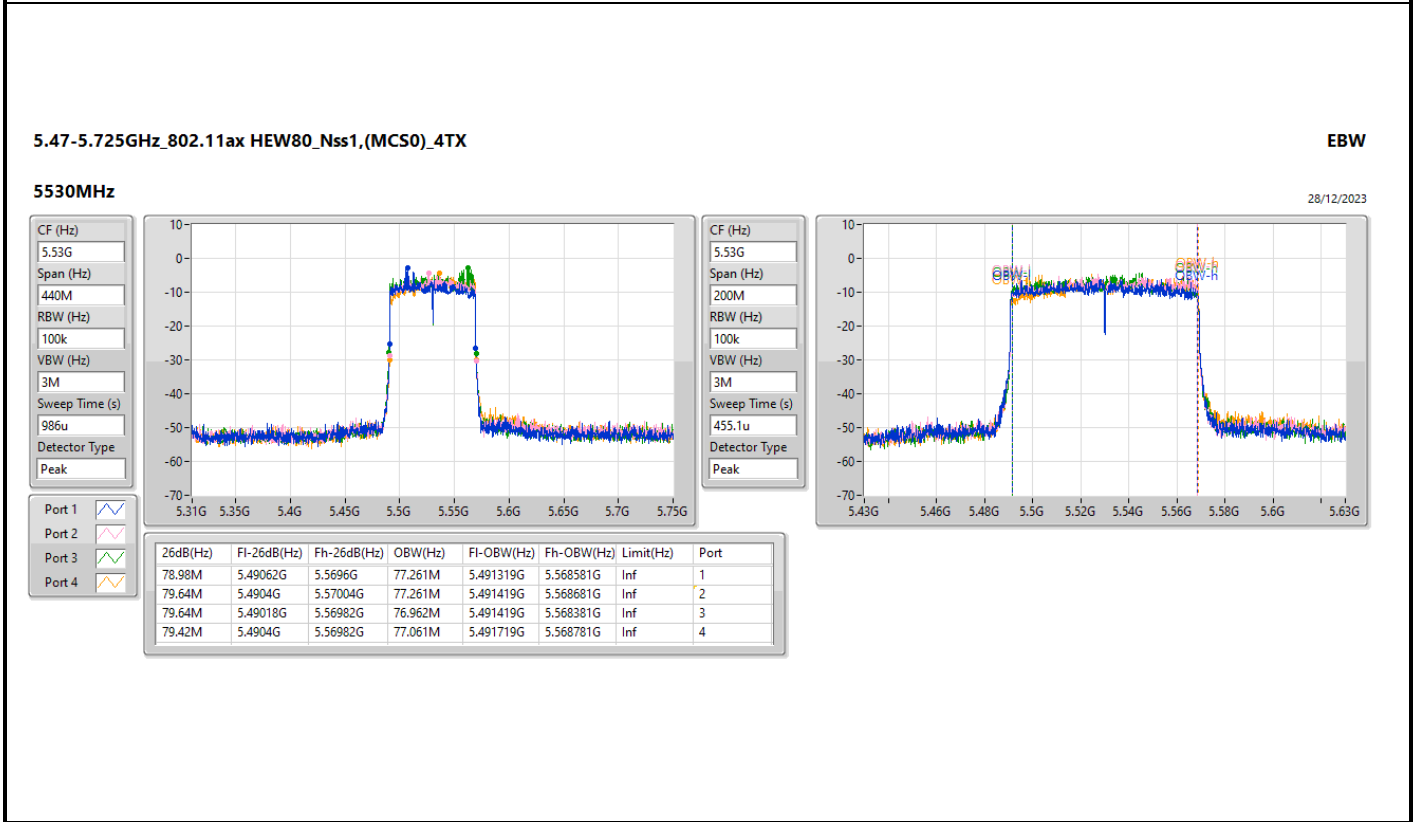 5.47-5.725GHz_802.11ax HEW80_Nss1,(MCS0)_4TX
EBW
5530MHz
28/12/2023
CF (Hz)
5.53G
Span (Hz)
440M
RBW (Hz)
100k
VBW (Hz)
3M
Sweep Time (s)
986u
Detector Type
Peak
10
0
-10
-20
-30
-40
-50
-60
-70
5.31G 5.35G 5.4G 5.45G 5.5G 5.55G 5.6G 5.65G 5.7G 5.75G
CF (Hz)
5.53G
Span (Hz)
200M
RBW (Hz)
100k
VBW (Hz)
3M
Sweep Time (s)
455.1u
Detector Type
Peak
10
0
-10
-20
-30
-40
-50
-60
-70
OBW-l
OBW-h
OBW-h
5.43G 5.46G 5.48G 5.5G 5.52G 5.54G 5.56G 5.58G 5.6G 5.63G
Port 1
Port 2
Port 3
Port 4
26dB(Hz) Fl-26dB(Hz) Fh-26dB(Hz) OBW(Hz) Fl-OBW(Hz) Fh-OBW(Hz) Limit(Hz) Port
78.98M 5.49062G 5.5696G 77.261M 5.491319G 5.568581G Inf 1
79.64M 5.4904G 5.57004G 77.261M 5.491419G 5.568681G Inf 2
79.64M 5.49018G 5.56982G 76.962M 5.491419G 5.568381G Inf 3
79.42M 5.4904G 5.56982G 77.061M 5.491719G 5.568781G Inf 4